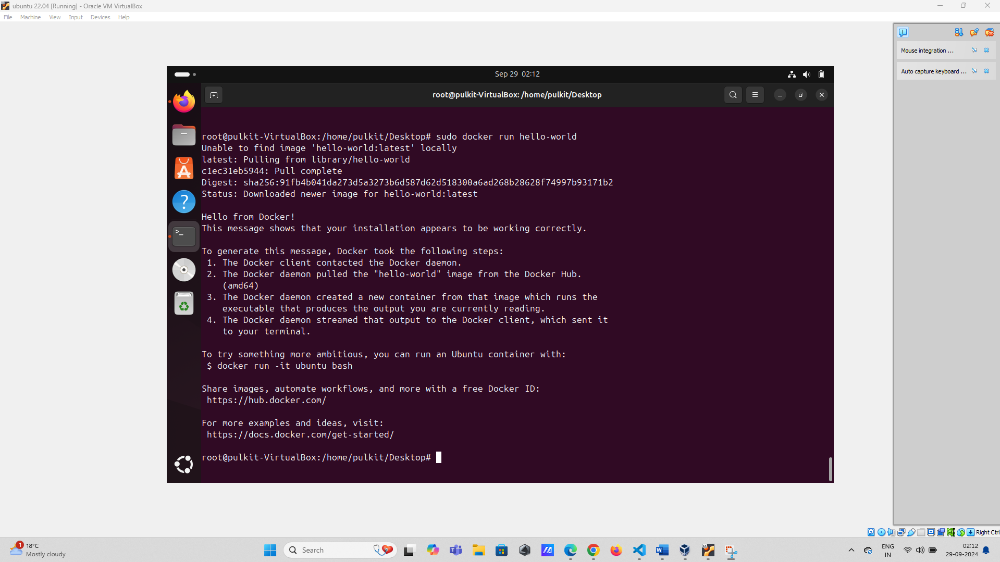 ubuntu 22.04 [Running] - Oracle VM VirtualBox
File Machine View Input Devices Help
Mouse integration ...
Auto capture keyboard ...
Sep 29 02:12
root@pulkit-VirtualBox: /home/pulkit/Desktop
root@pulkit-VirtualBox:/home/pulkit/Desktop# sudo docker run hello-world
Unable to find image 'hello-world:latest' locally
latest: Pulling from library/hello-world
c1ec31eb5944: Pull complete
Digest: sha256:91fb4b041da273d5a3273b6d587d62d518300a6ad268b28628f74997b93171b2
Status: Downloaded newer image for hello-world:latest
Hello from Docker!
This message shows that your installation appears to be working correctly.
To generate this message, Docker took the following steps:
1. The Docker client contacted the Docker daemon.
2. The Docker daemon pulled the "hello-world" image from the Docker Hub.
(amd64)
3. The Docker daemon created a new container from that image which runs the
executable that produces the output you are currently reading.
4. The Docker daemon streamed that output to the Docker client, which sent it
to your terminal.
To try something more ambitious, you can run an Ubuntu container with:
$ docker run -it ubuntu bash
Share images, automate workflows, and more with a free Docker ID:
https://hub.docker.com/
For more examples and ideas, visit:
https://docs.docker.com/get-started/
root@pulkit-VirtualBox:/home/pulkit/Desktop#
Right Ctrl
1
18°C
Mostly cloudy
Search
ENG
IN
02:12
29-09-2024